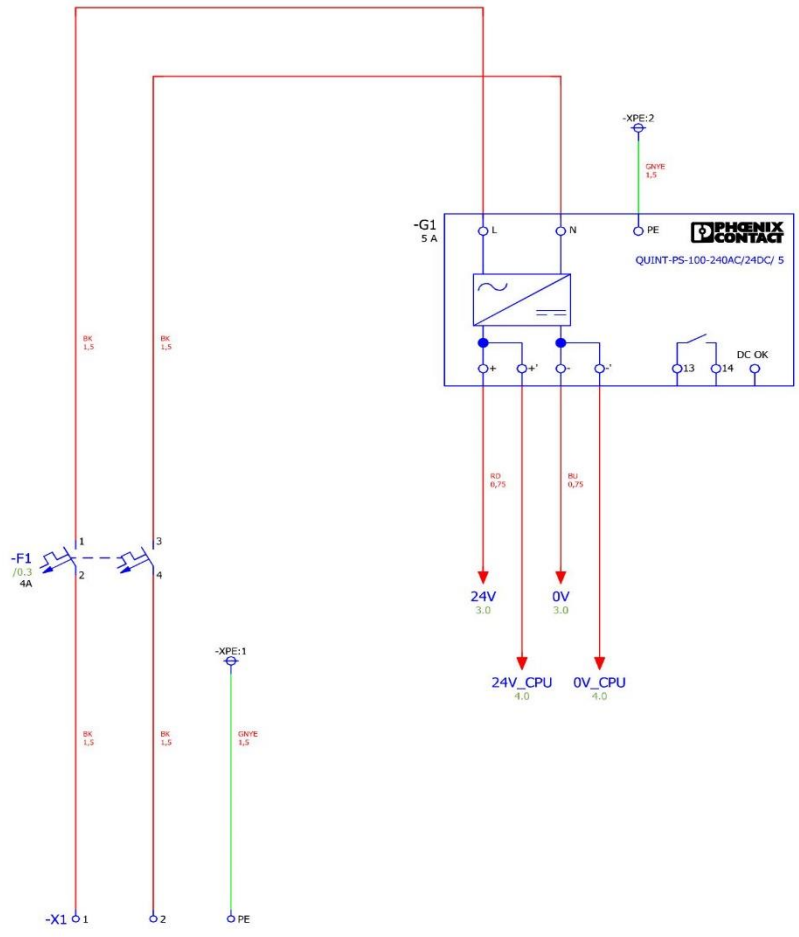 -XPE:2
GNYE
1,5
-G1
5 A
L
N
PE
PHŒNIX
CONTACT
QUINT-PS-100-240AC/24DC/ 5
BK
1,5
BK
1,5
DC OK
+
+'
-
-'
13
14
RD
0,75
BU
0,75
1
3
-F1
/0.3
4A
2
4
24V
3.0
0V
3.0
-XPE:1
24V_CPU
4.0
0V_CPU
4.0
BK
1,5
BK
1,5
GNYE
1,5
-X1
1
2
PE